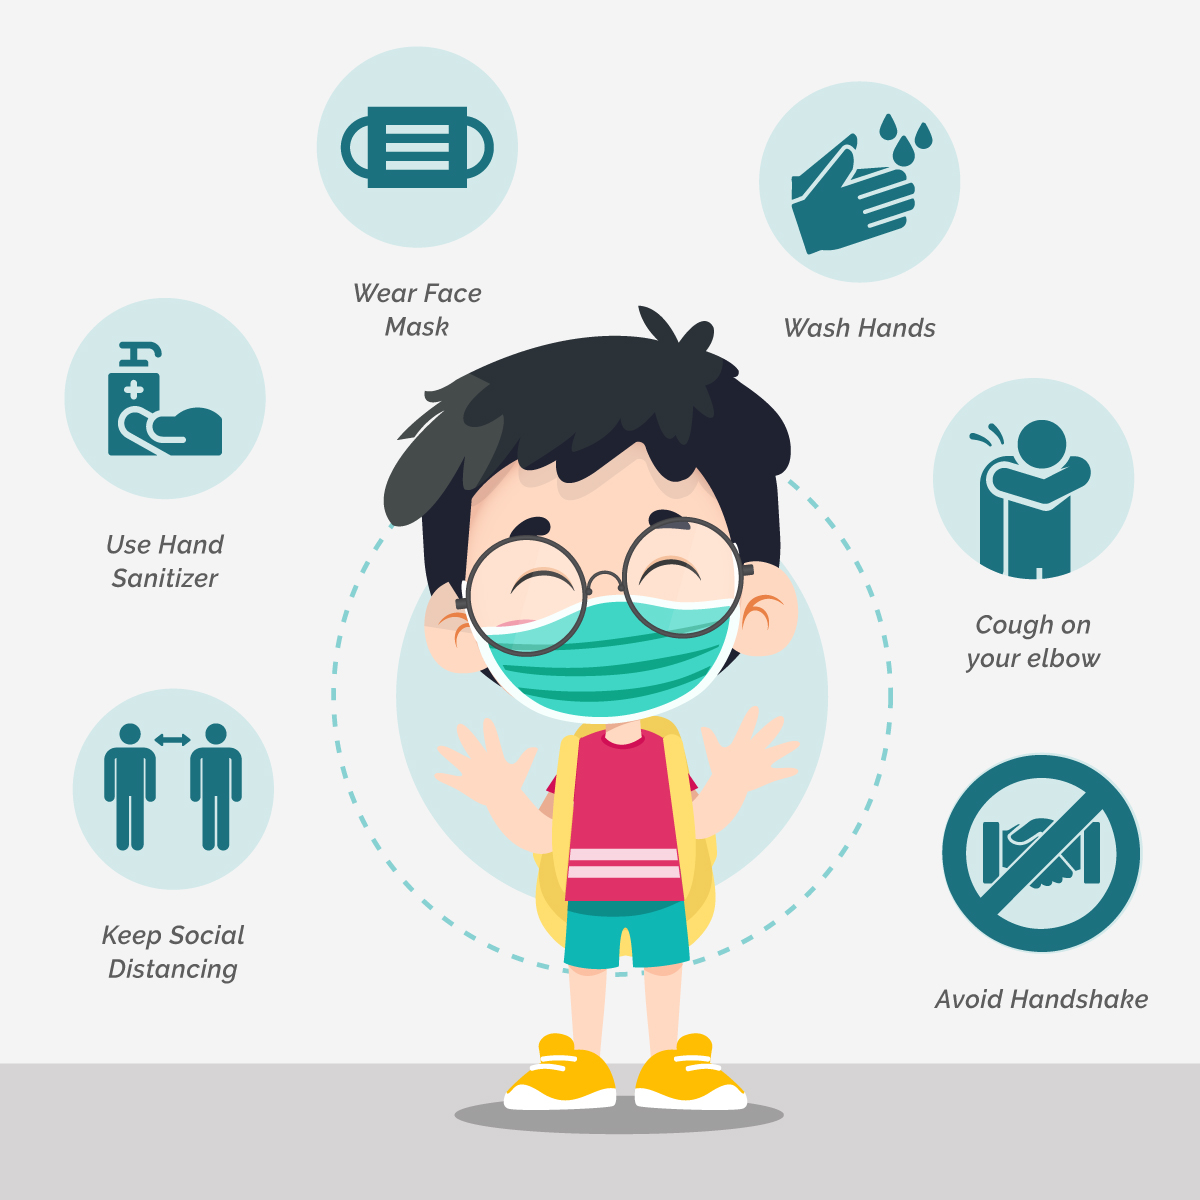 Wear Face
Mask
Wash Hands
Use Hand
Sanitizer
Cough on
your elbow
Keep Social
Distancing
Avoid Handshake